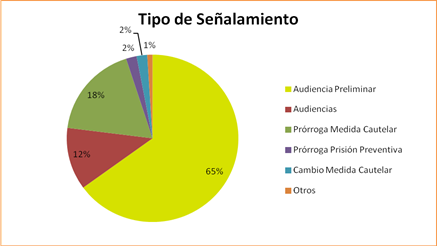 Tipo de Señalamiento
2%
2%
1%
18%
12%
65%
Audiencia Preliminar
Audiencias
Prórroga Medida Cautelar
Prórroga Prisión Preventiva
Cambio Medida Cautelar
Otros